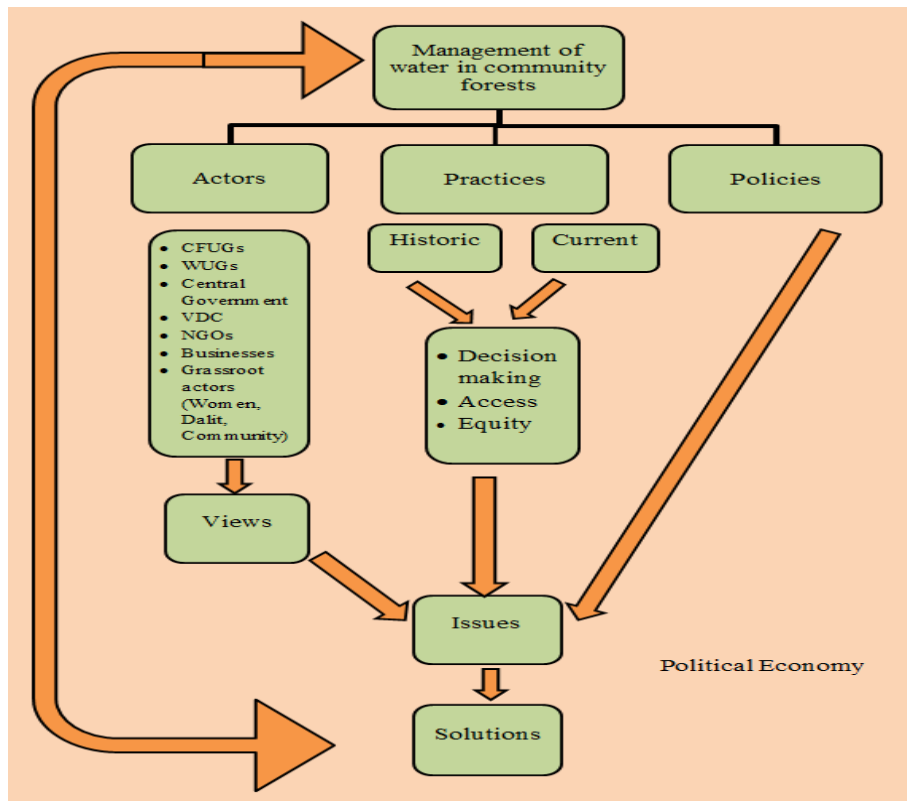 Management of
water in community
forests
Actors
Practices
Policies
• CFUGs
• WUGs
• Central
Government
• VDC
• NGOs
• Businesses
• Grassroot
actors
(Women,
Dalit,
Community)
Historic
Current
• Decision
making
• Access
• Equity
Views
Issues
Political Economy
Solutions